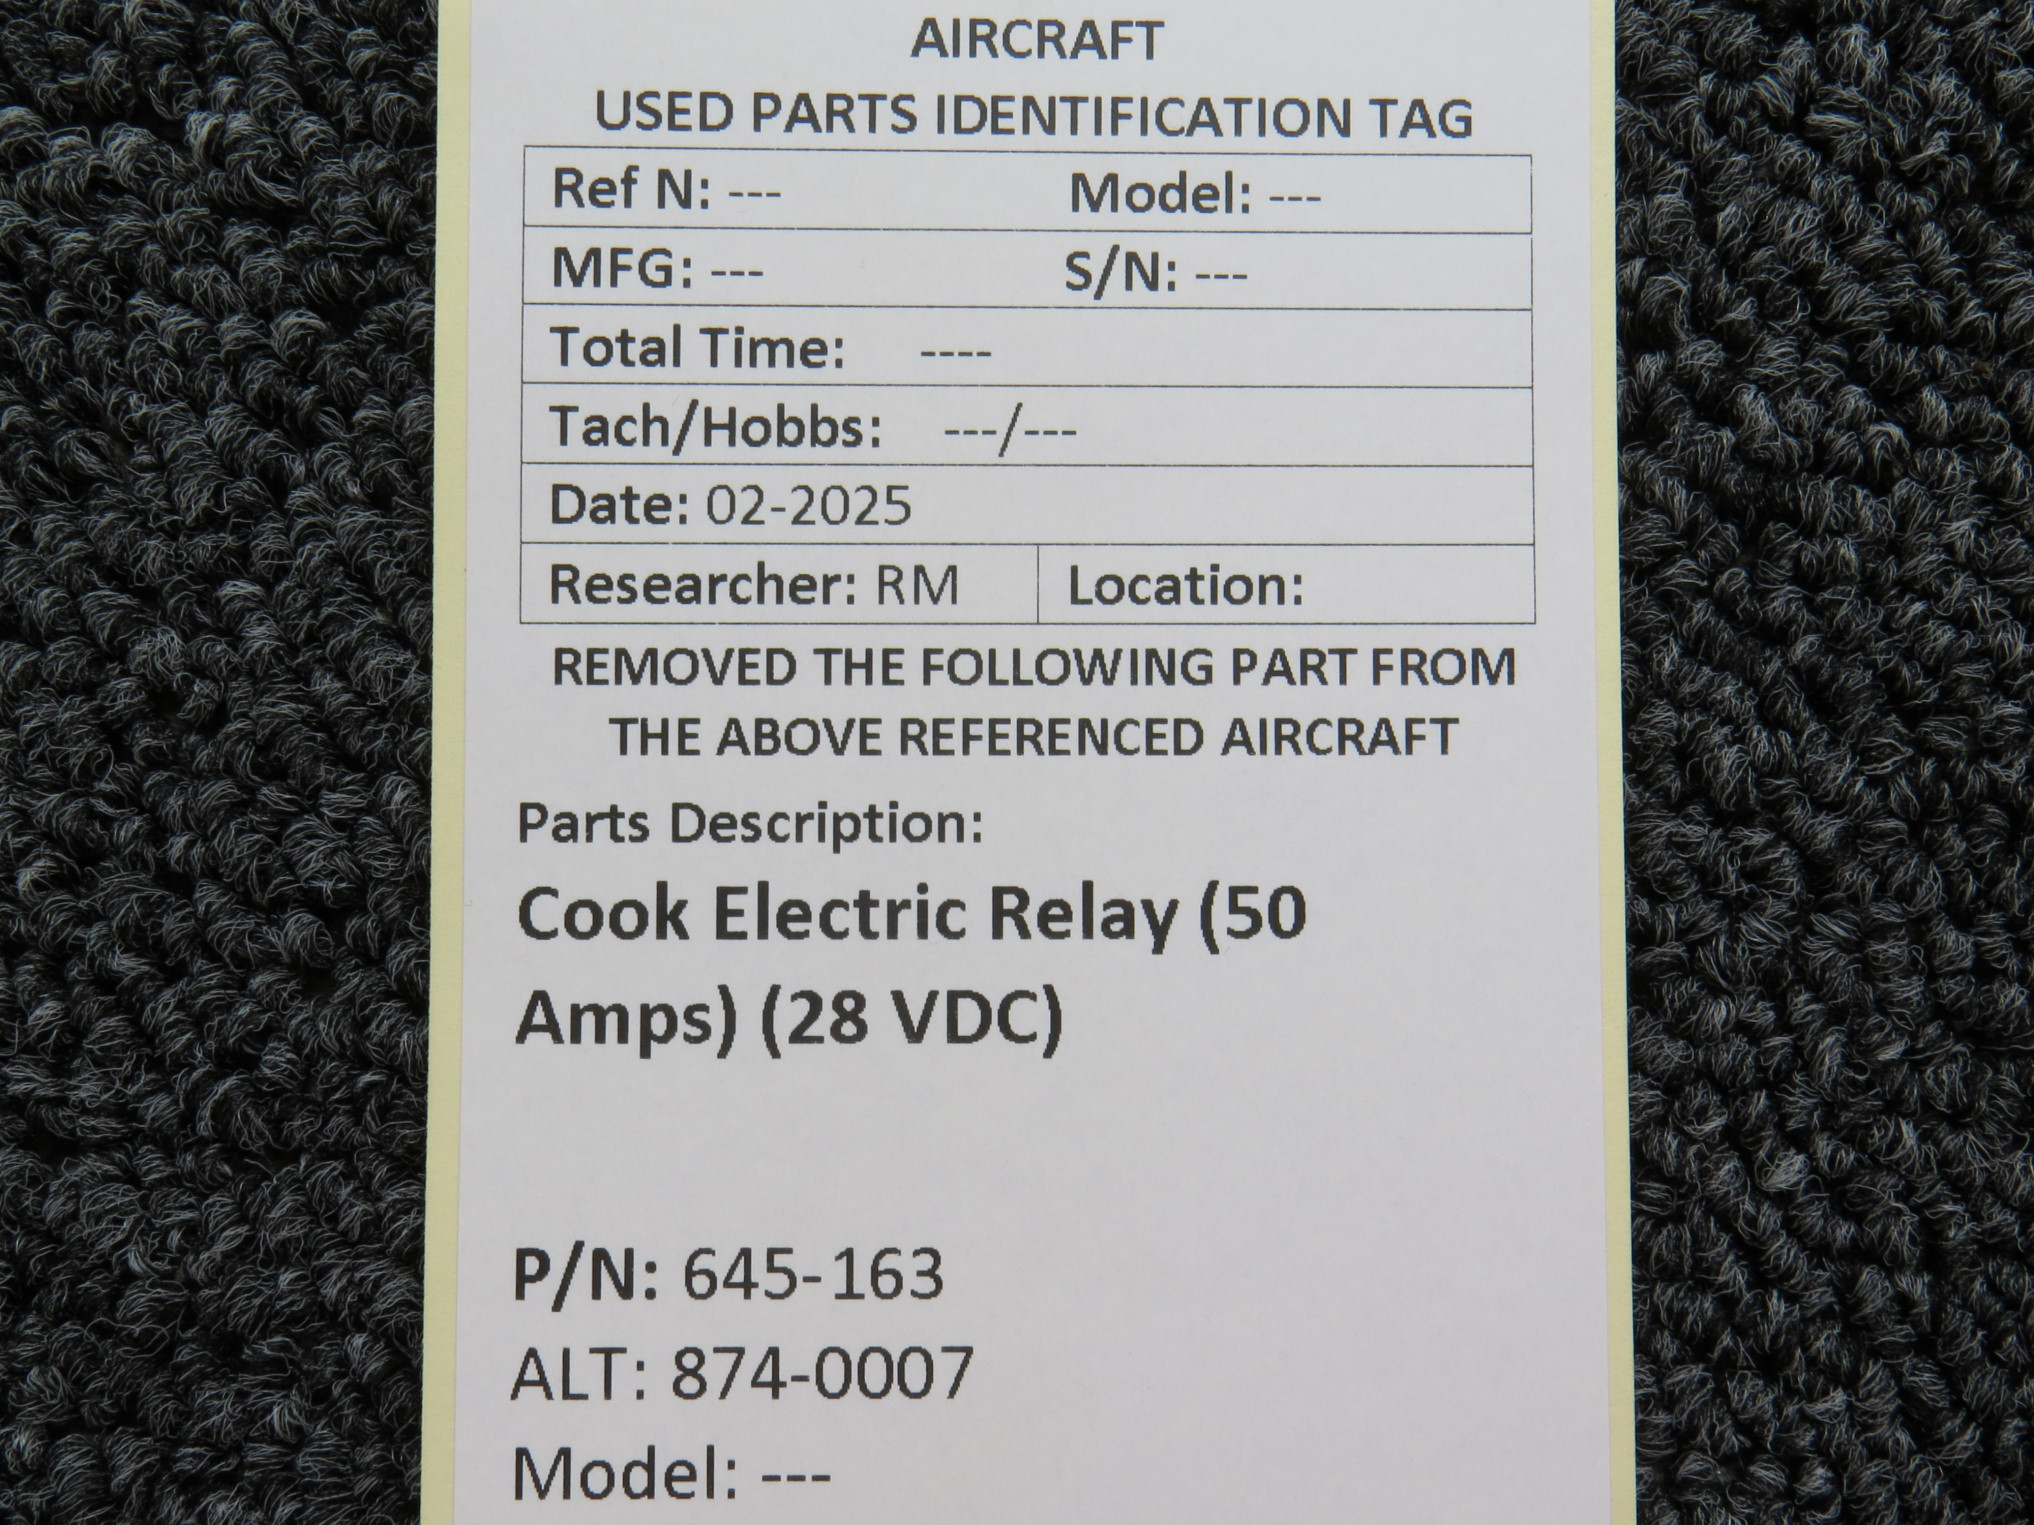 AIRCRAFT
USED PARTS IDENTIFICATION TAG
Ref N: --- Model: ---
MFG: --- S/N: ---
Total Time: ----
Tach/Hobbs: ---/---
Date: 02-2025
Researcher: RM Location:
REMOVED THE FOLLOWING PART FROM
THE ABOVE REFERENCED AIRCRAFT
Parts Description:
Cook Electric Relay (50
Amps) (28 VDC)
P/N: 645-163
ALT: 874-0007
Model: ---